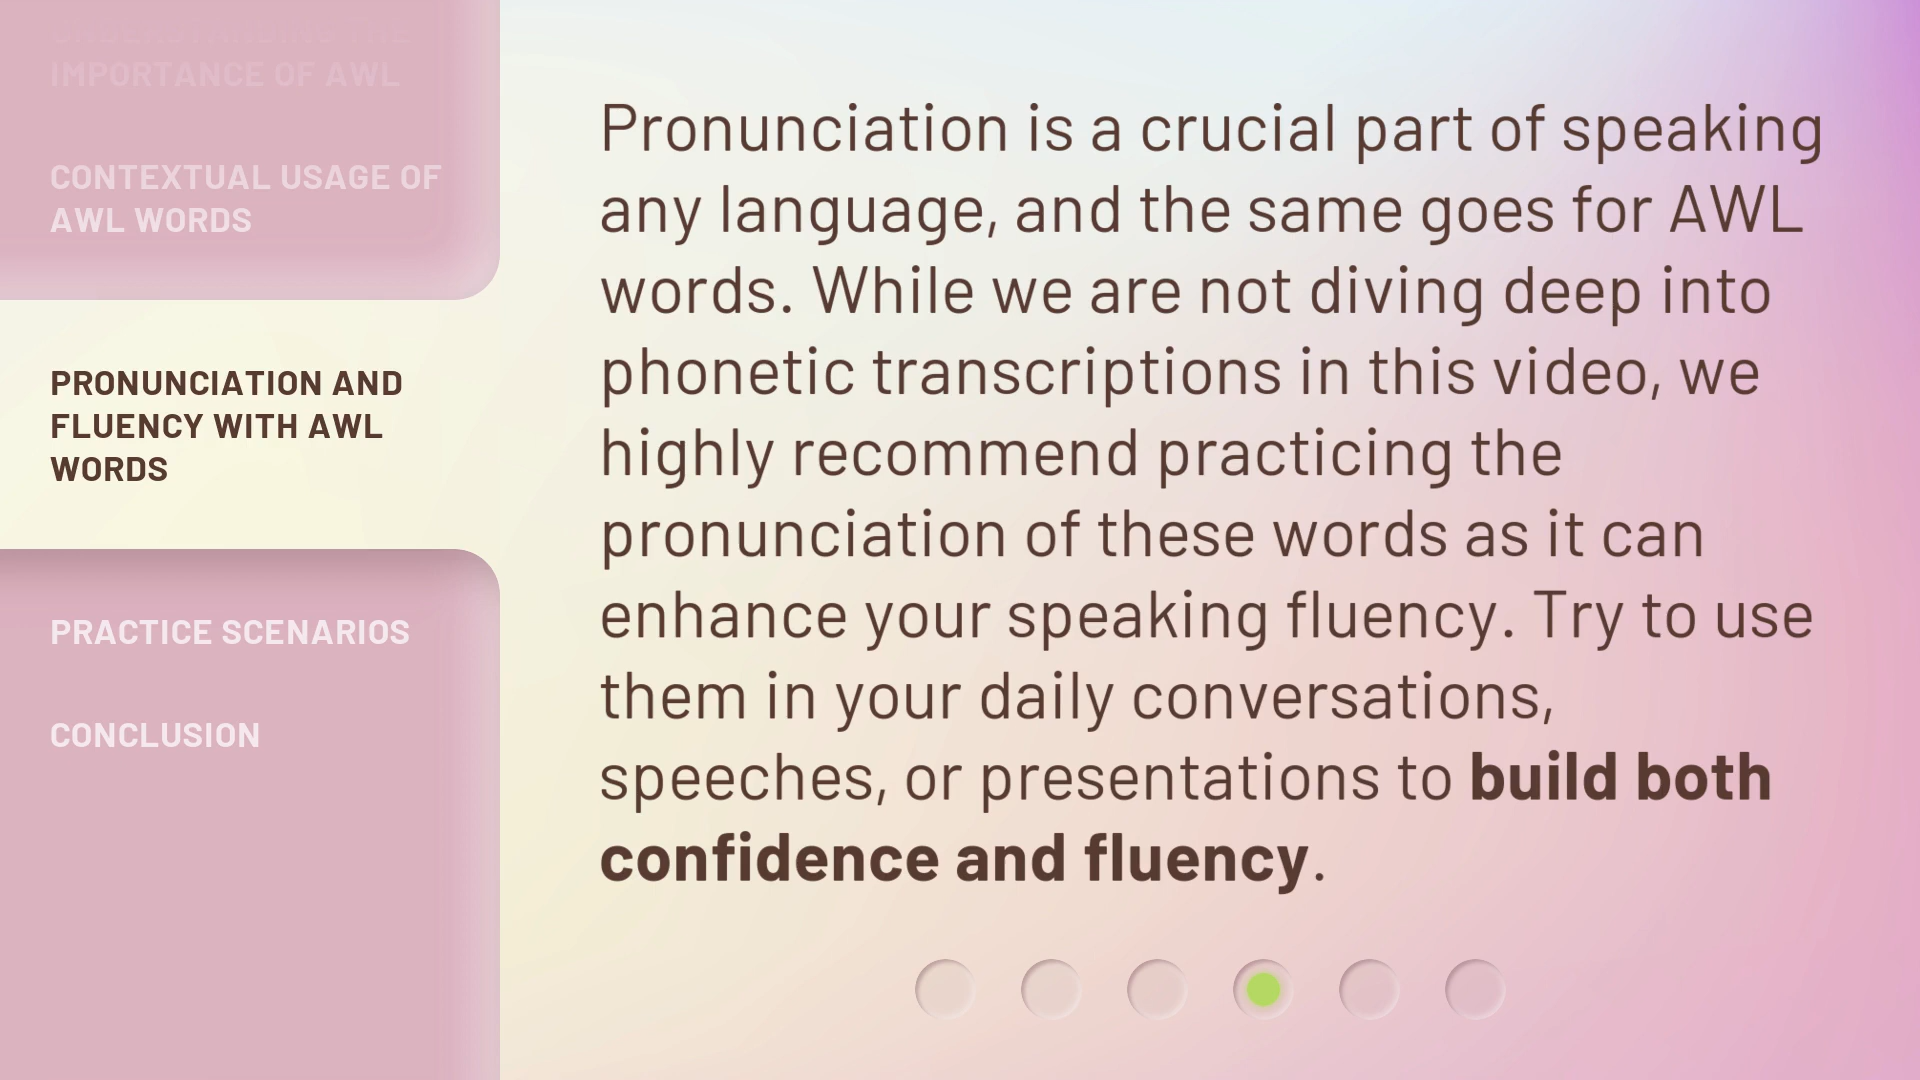 UNDERSTANDING THE
IMPORTANCE OF AWL
CONTEXTUAL USAGE OF
AWL WORDS
PRONUNCIATION AND
FLUENCY WITH AWL
WORDS
PRACTICE SCENARIOS
CONCLUSION
Pronunciation is a crucial part of speaking
any language, and the same goes for AWL
words. While we are not diving deep into
phonetic transcriptions in this video, we
highly recommend practicing the
pronunciation of these words as it can
enhance your speaking fluency. Try to use
them in your daily conversations,
speeches, or presentations to build both
confidence and fluency.